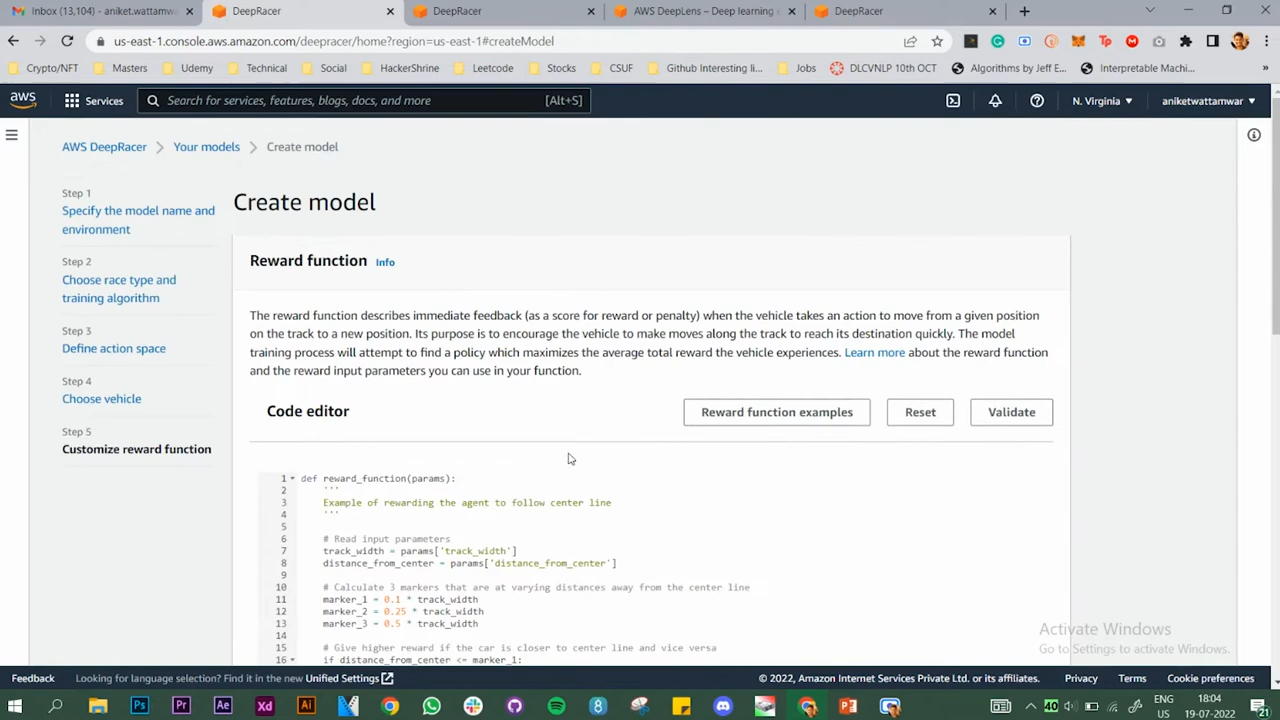 Inbox (13,104) - aniket.wattamwa
DeepRacer
DeepRacer
AWS DeepLens – Deep learning e
DeepRacer
us-east-1.console.aws.amazon.com/deepracer/home?region=us-east-1#createModel
Crypto/NFT
Masters
Udemy
Technical
Social
HackerShrine
Leetcode
Stocks
CSUF
Github Interesting li...
Jobs
DLCVNLP 10th OCT
Algorithms by Jeff E...
Interpretable Machi...
aws
Services
Search for services, features, blogs, docs, and more
[Alt+S]
N. Virginia
aniketwattamwar
AWS DeepRacer
Your models
Create model
Step 1
Specify the model name and
environment
Step 2
Choose race type and
training algorithm
Step 3
Define action space
Step 4
Choose vehicle
Step 5
Customize reward function
Create model
Reward function Info
The reward function describes immediate feedback (as a score for reward or penalty) when the vehicle takes an action to move from a given position
on the track to a new position. Its purpose is to encourage the vehicle to make moves along the track to reach its destination quickly. The model
training process will attempt to find a policy which maximizes the average total reward the vehicle experiences. Learn more about the reward function
and the reward input parameters you can use in your function.
Code editor
Reward function examples
Reset
Validate
1 def reward_function(params):
2 '''
3 Example of rewarding the agent to follow center line
4 '''
5
6 # Read input parameters
7 track_width = params['track_width']
8 distance_from_center = params['distance_from_center']
9
10 # Calculate 3 markers that are at varying distances away from the center line
11 marker_1 = 0.1 * track_width
12 marker_2 = 0.25 * track_width
13 marker_3 = 0.5 * track_width
14
15 # Give higher reward if the car is closer to center line and vice versa
16 if distance_from_center <= marker_1:
Activate Windows
Go to Settings to activate Windows.
Feedback
Looking for language selection? Find it in the new Unified Settings
© 2022, Amazon Internet Services Private Ltd. or its affiliates.
Privacy
Terms
Cookie preferences
Ps
Pr
Ae
Xd
Ai
40
ENG
US
18:04
19-07-2022
21